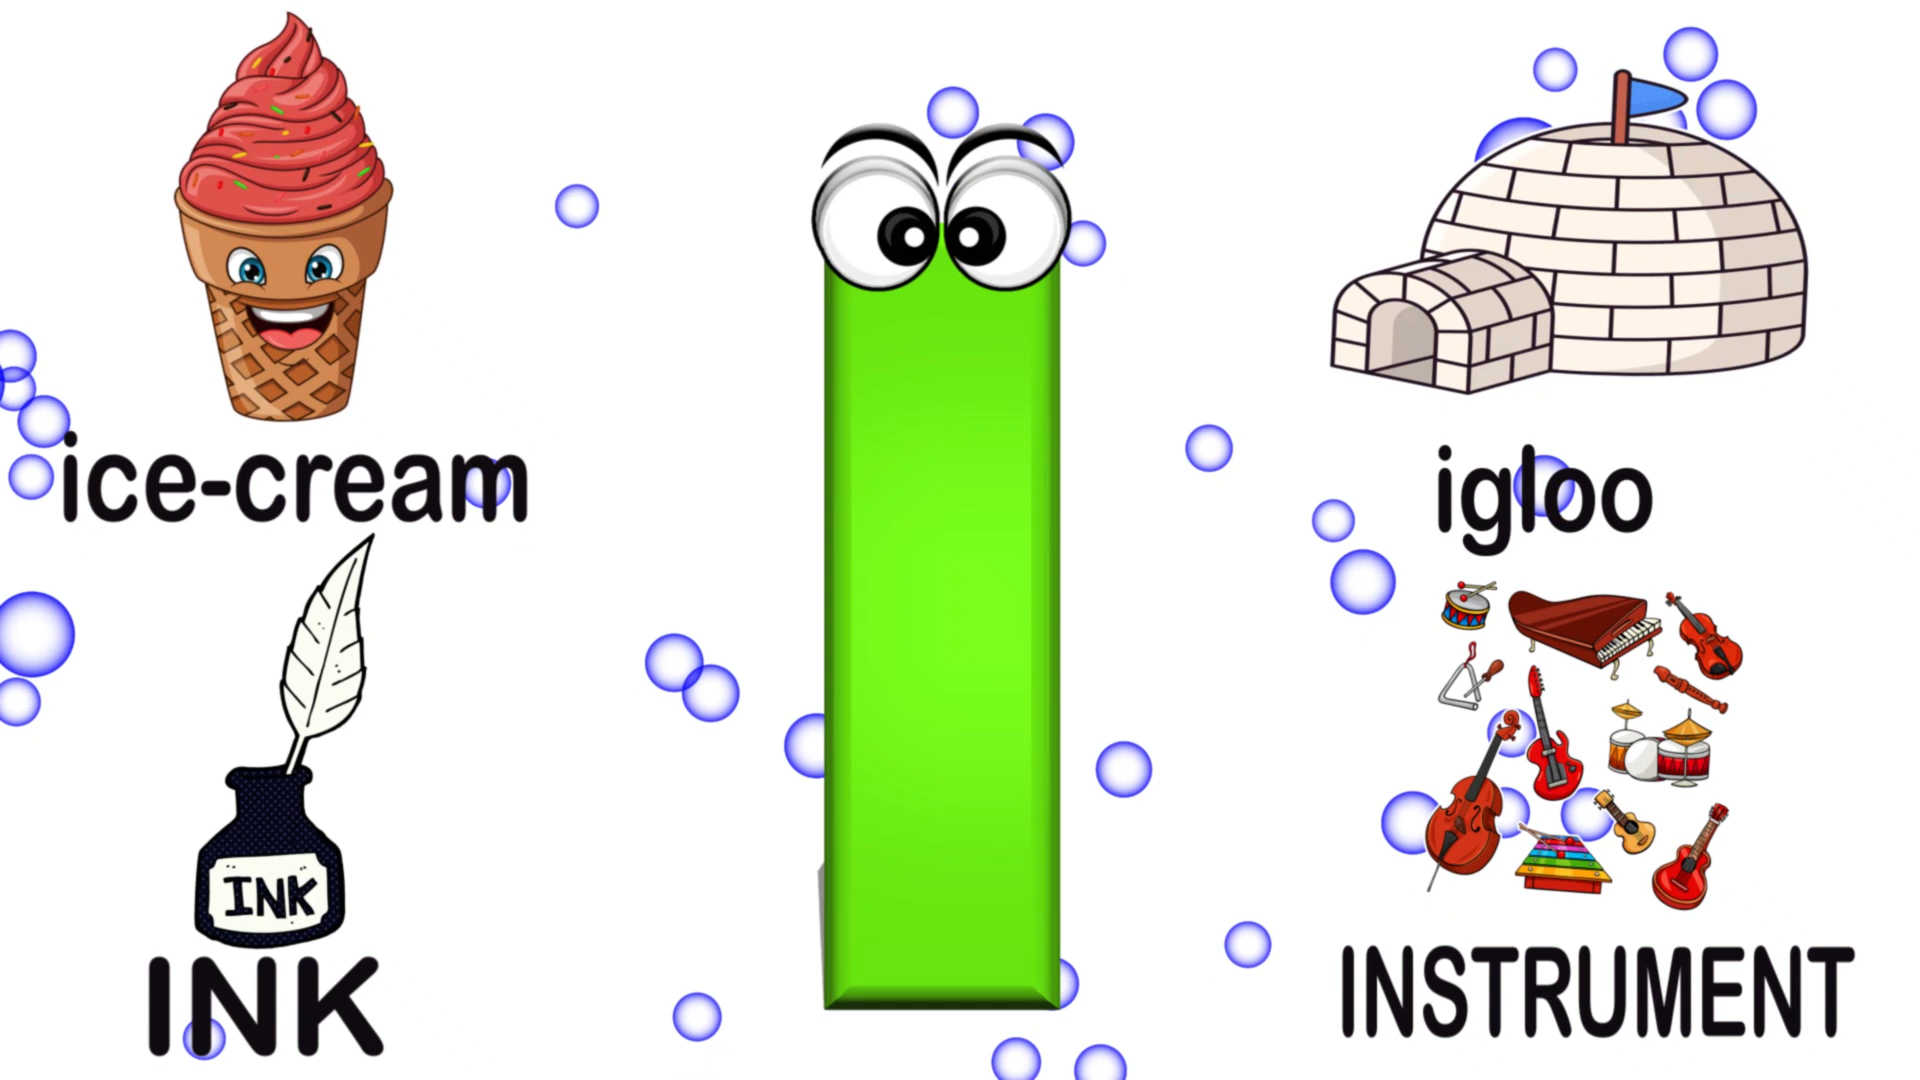 ice-cream
I
igloo
INK
INK
INSTRUMENT